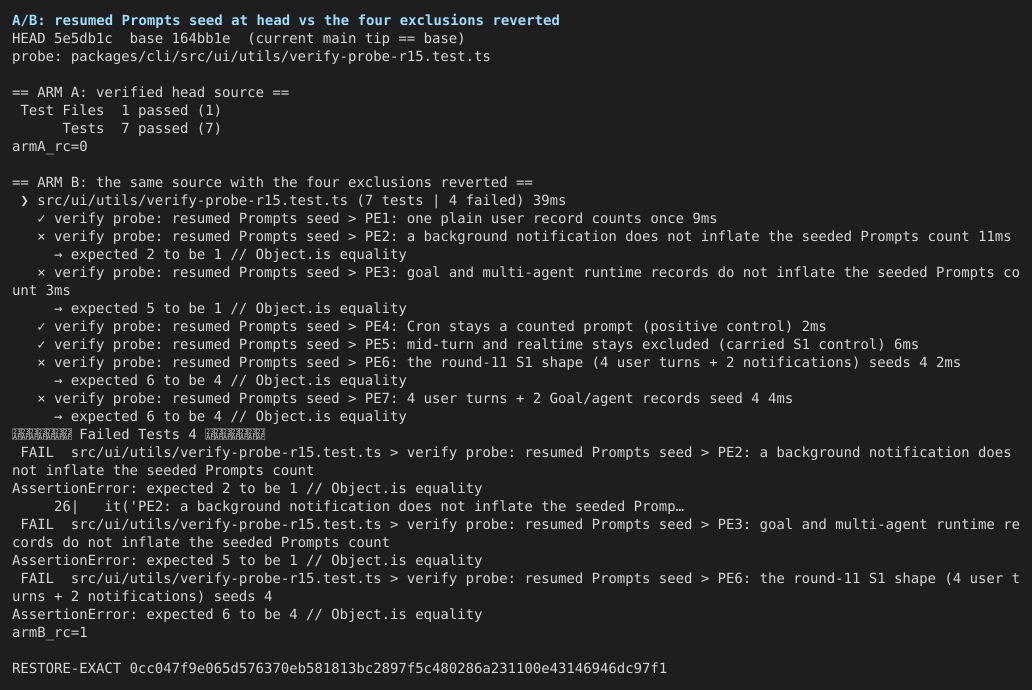 A/B: resumed Prompts seed at head vs the four exclusions reverted
HEAD 5e5db1c  base 164bb1e  (current main tip == base)
probe: packages/cli/src/ui/utils/verify-probe-r15.test.ts
== ARM A: verified head source ==
Test Files  1 passed (1)
Tests  7 passed (7)
armA_rc=0
== ARM B: the same source with the four exclusions reverted ==
❯ src/ui/utils/verify-probe-r15.test.ts (7 tests | 4 failed) 39ms
✓ verify probe: resumed Prompts seed > PE1: one plain user record counts once 9ms
× verify probe: resumed Prompts seed > PE2: a background notification does not inflate the seeded Prompts count 11ms
→ expected 2 to be 1 // Object.is equality
× verify probe: resumed Prompts seed > PE3: goal and multi-agent runtime records do not inflate the seeded Prompts co
unt 3ms
→ expected 5 to be 1 // Object.is equality
✓ verify probe: resumed Prompts seed > PE4: Cron stays a counted prompt (positive control) 2ms
✓ verify probe: resumed Prompts seed > PE5: mid-turn and realtime stays excluded (carried S1 control) 6ms
× verify probe: resumed Prompts seed > PE6: the round-11 S1 shape (4 user turns + 2 notifications) seeds 4 2ms
→ expected 6 to be 4 // Object.is equality
× verify probe: resumed Prompts seed > PE7: 4 user turns + 2 Goal/agent records seed 4 4ms
→ expected 6 to be 4 // Object.is equality
Failed Tests 4
FAIL  src/ui/utils/verify-probe-r15.test.ts > verify probe: resumed Prompts seed > PE2: a background notification does
not inflate the seeded Prompts count
AssertionError: expected 2 to be 1 // Object.is equality
26|   it('PE2: a background notification does not inflate the seeded Promp…
FAIL  src/ui/utils/verify-probe-r15.test.ts > verify probe: resumed Prompts seed > PE3: goal and multi-agent runtime re
cords do not inflate the seeded Prompts count
AssertionError: expected 5 to be 1 // Object.is equality
FAIL  src/ui/utils/verify-probe-r15.test.ts > verify probe: resumed Prompts seed > PE6: the round-11 S1 shape (4 user t
urns + 2 notifications) seeds 4
AssertionError: expected 6 to be 4 // Object.is equality
armB_rc=1
RESTORE-EXACT 0cc047f9e065d576370eb581813bc2897f5c480286a231100e43146946dc97f1